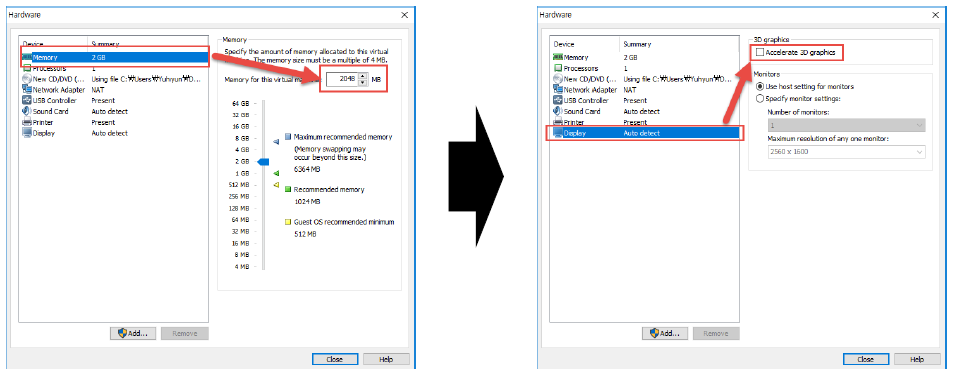 Hardware
Device Summary
Memory 2 GB
Processors 1
New CD/DVD (... Using file C:₩Users₩Yuhyun₩D...
Network Adapter NAT
USB Controller Present
Sound Card Auto detect
Printer Present
Display Auto detect
Add... Remove
Memory
Specify the amount of memory allocated to this virtual
The memory size must be a multiple of 4 MB.
Memory for this virtual 2048 MB
64 GB
32 GB
16 GB
8 GB
4 GB
2 GB
1 GB
512 MB
256 MB
128 MB
64 MB
32 MB
16 MB
8 MB
4 MB
Maximum recommended memory
(Memory swapping may
occur beyond this size.)
6364 MB
Recommended memory
1024 MB
Guest OS recommended minimum
512 MB
Close Help
Hardware
Device Summary
Memory 2 GB
Processors 1
New CD/DVD (... Using file C:₩Users₩Yuhyun₩D...
Network Adapter NAT
USB Controller Present
Sound Card Auto detect
Printer Present
Display Auto detect
Add... Remove
3D graphics
Accelerate 3D graphics
Monitors
Use host setting for monitors
Specify monitor settings:
Number of monitors:
1
Maximum resolution of any one monitor:
2560 x 1600
Close Help